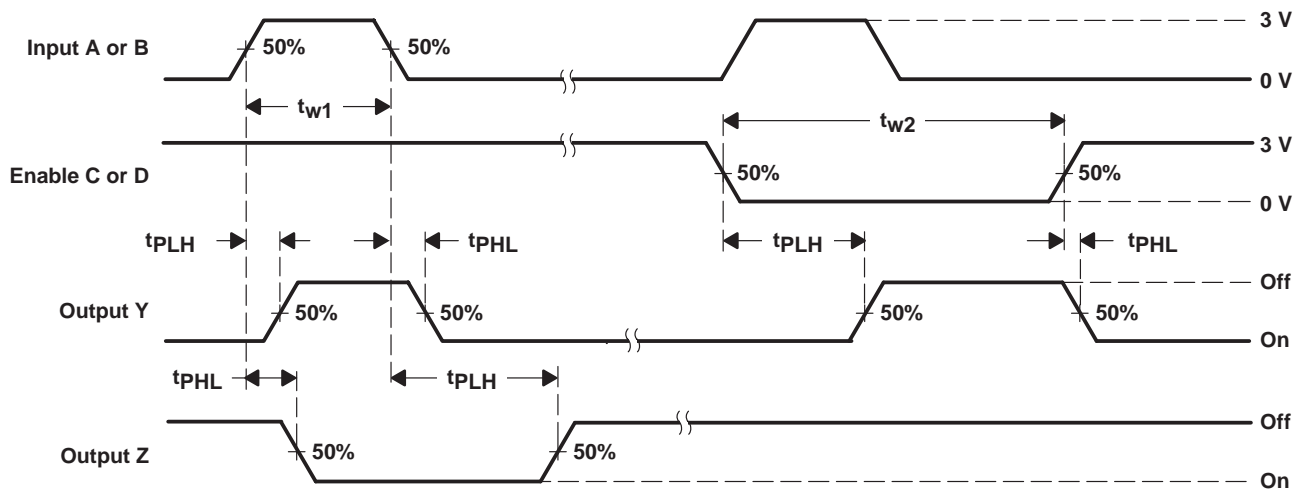 3 V
Input A or B
50%
50%
0 V
tw1
tw2
3 V
Enable C or D
50%
50%
0 V
tPLH
tPHL
tPLH
tPHL
Off
Output Y
50%
50%
50%
50%
On
tPHL
tPLH
Off
Output Z
50%
50%
On